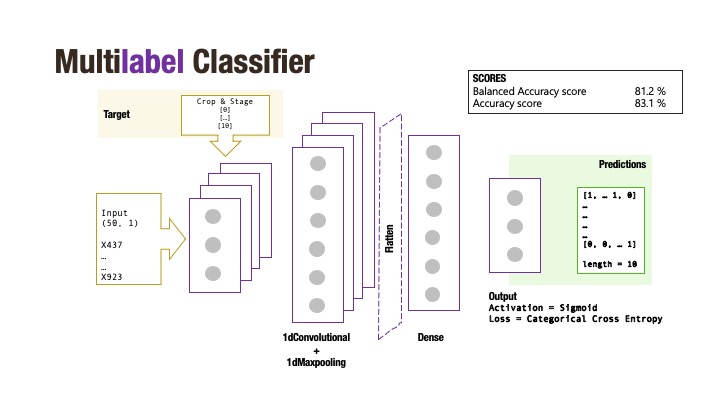 Multilabel Classifier
SCORES
Balanced Accuracy score 81.2 %
Accuracy score 83.1 %
Target
Crop & Stage
[0]
[…]
[10]
Input
(50, 1)
X437
…
…
X923
Flatten
Predictions
[1, … 1, 0]
…
…
…
…
[0, 0, … 1]
length = 10
Output
Activation = Sigmoid
Loss = Categorical Cross Entropy
1dConvolutional
+
1dMaxpooling
Dense